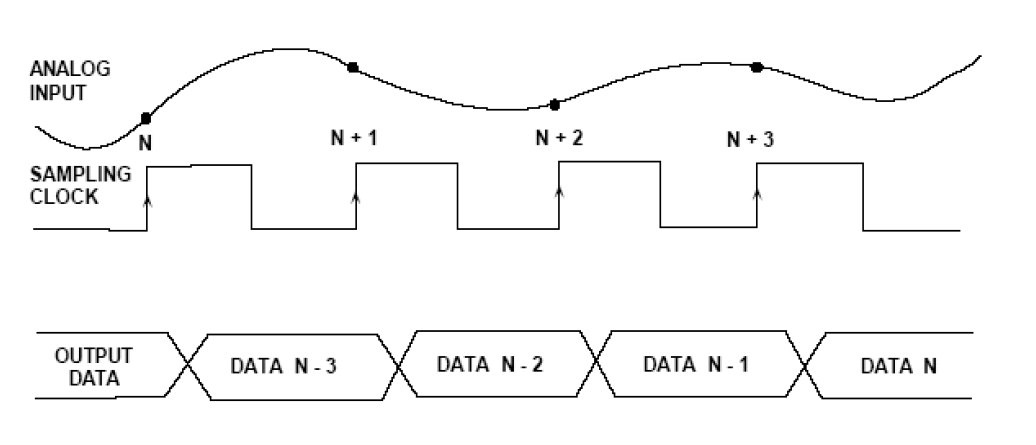 ANALOG
INPUT
N
N + 1
N + 2
N + 3
SAMPLING
CLOCK
OUTPUT
DATA
DATA N - 3
DATA N - 2
DATA N - 1
DATA N